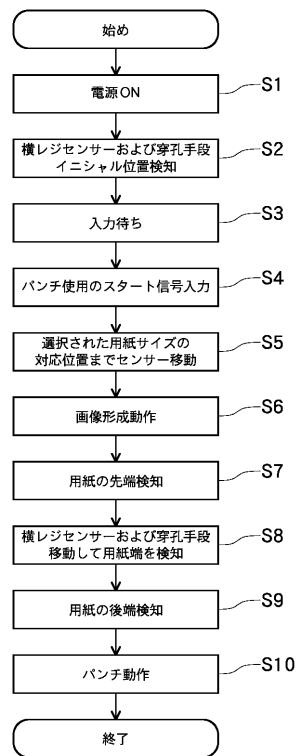 始め
電源ON
S1
横レジセンサーおよび穿孔手段
イニシャル位置検知
S2
入力待ち
S3
パンチ使用のスタート信号入力
S4
選択された用紙サイズの
対応位置までセンサー移動
S5
画像形成動作
S6
用紙の先端検知
S7
横レジセンサーおよび穿孔手段
移動して用紙端を検知
S8
用紙の後端検知
S9
パンチ動作
S10
終了